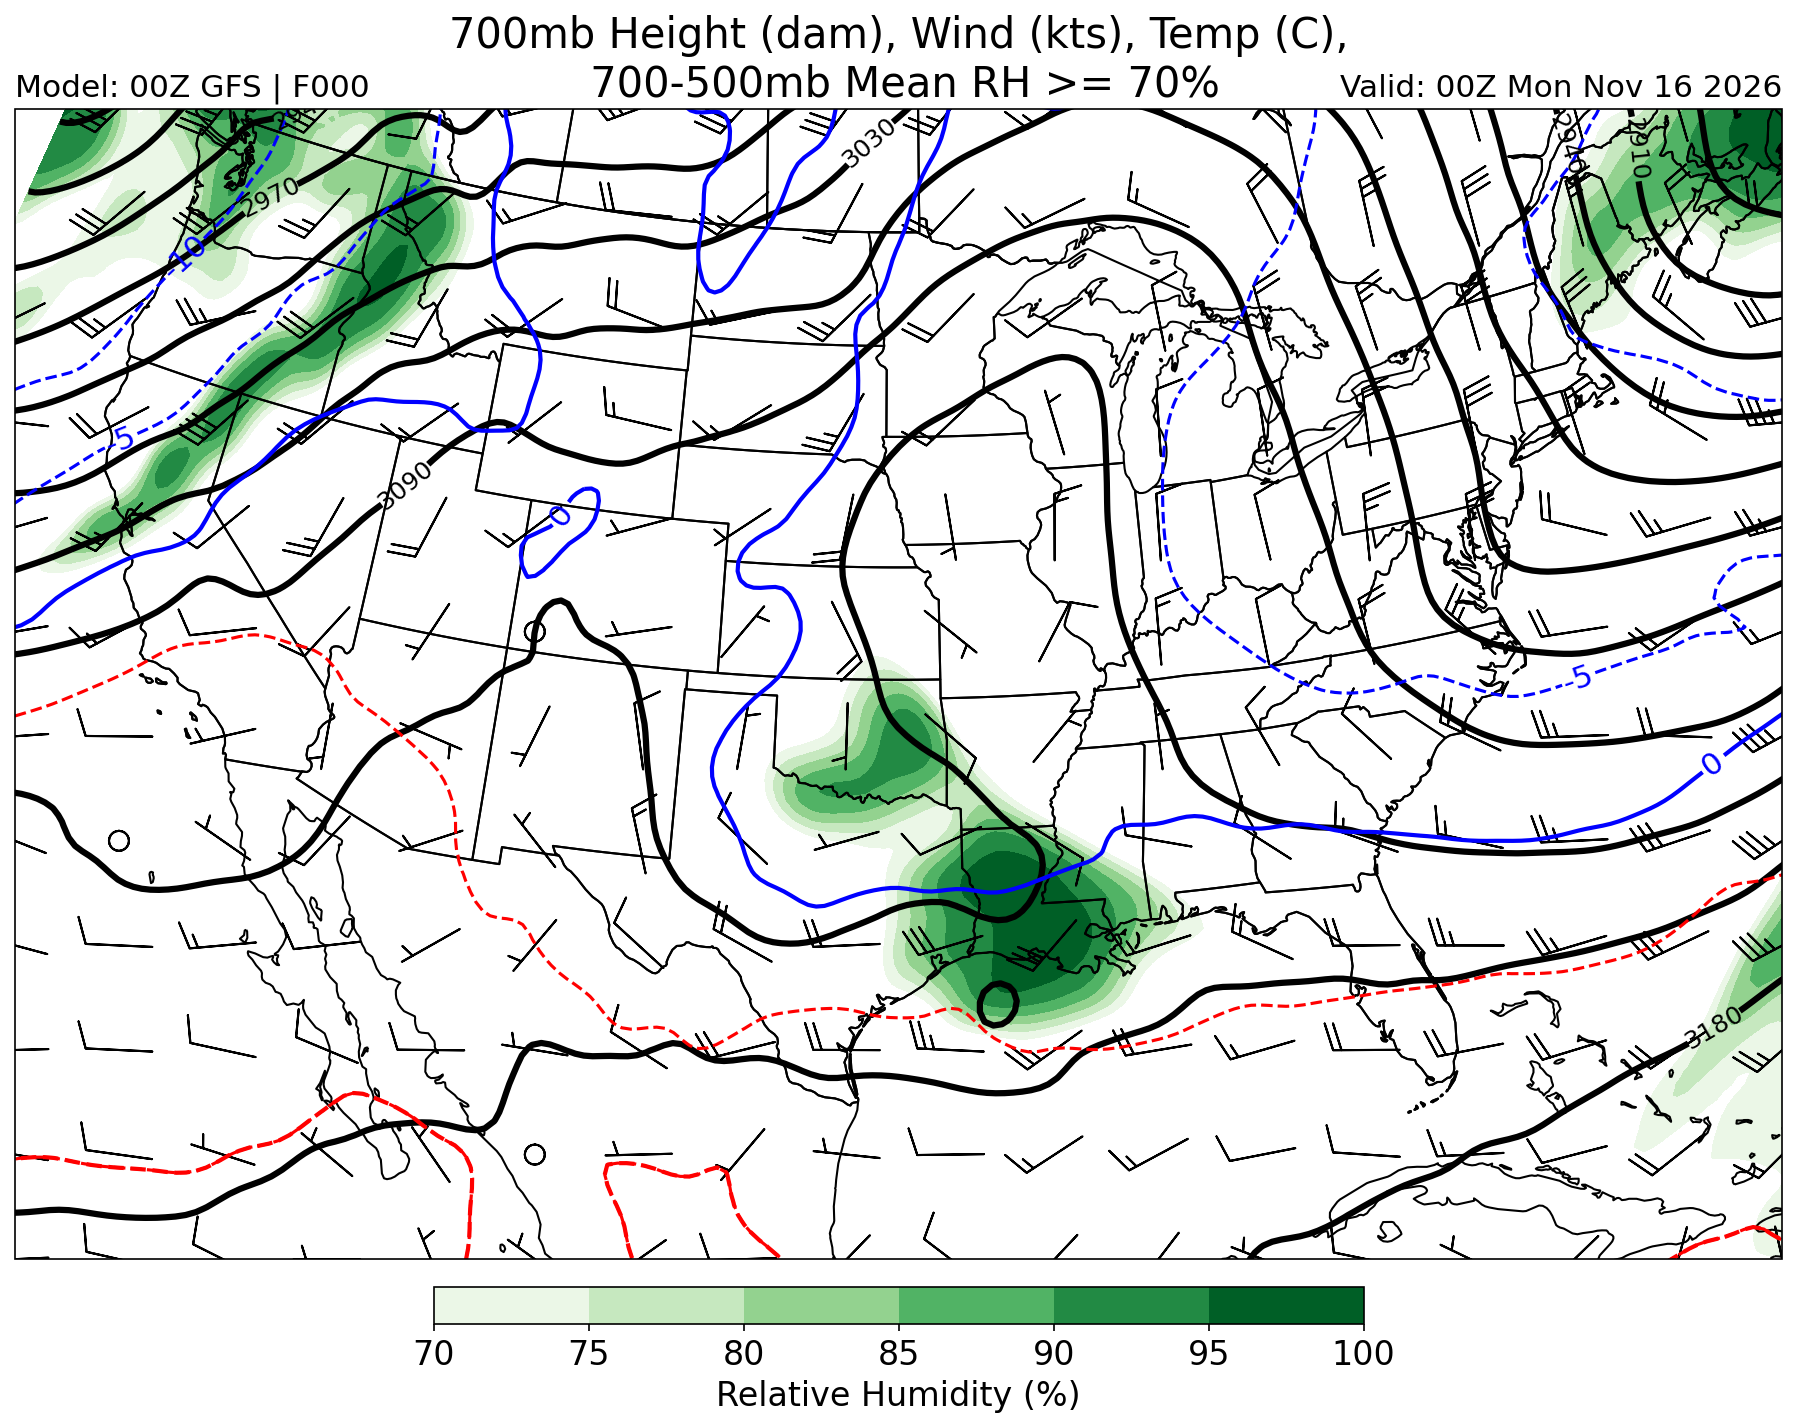 700mb Height (dam), Wind (kts), Temp (C),
700-500mb Mean RH >= 70%
Model: 00Z GFS | F000
Valid: 00Z Mon Nov 16 2026
3030
2970
2940
2910
-10
-5
3090
0
-5
0
3180
70 75 80 85 90 95 100
Relative Humidity (%)